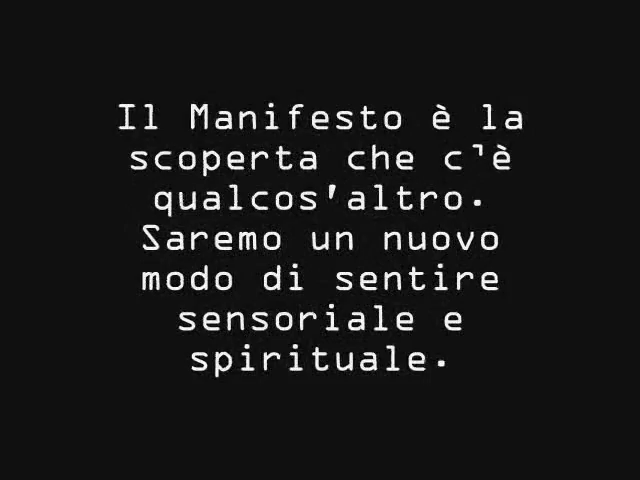 Il Manifesto è la
scoperta che c'è
qualcos'altro.
Saremo un nuovo
modo di sentire
sensoriale e
spirituale.